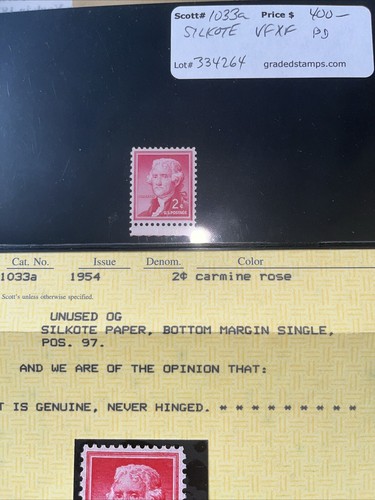 Scott# 1033a Price $ 400-
SILKOTE VFXF PD
Lot# 334264 gradedstamps.com
2¢
U.S. POSTAGE
Cat. No. Issue Denom. Color
1033a 1954 2¢ carmine rose
Scott's unless otherwise specified.
UNUSED OG
SILKOTE PAPER, BOTTOM MARGIN SINGLE,
POS. 97.
AND WE ARE OF THE OPINION THAT:
T IS GENUINE, NEVER HINGED. * * * * * * * * *